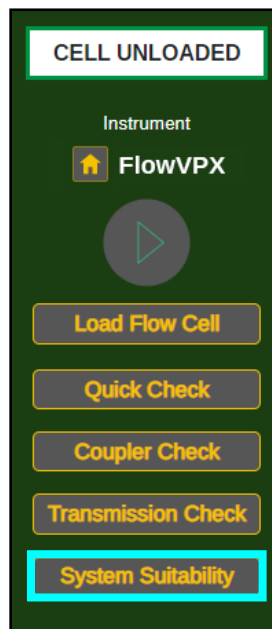 CELL UNLOADED
Instrument
FlowVPX
Load Flow Cell
Quick Check
Coupler Check
Transmission Check
System Suitability